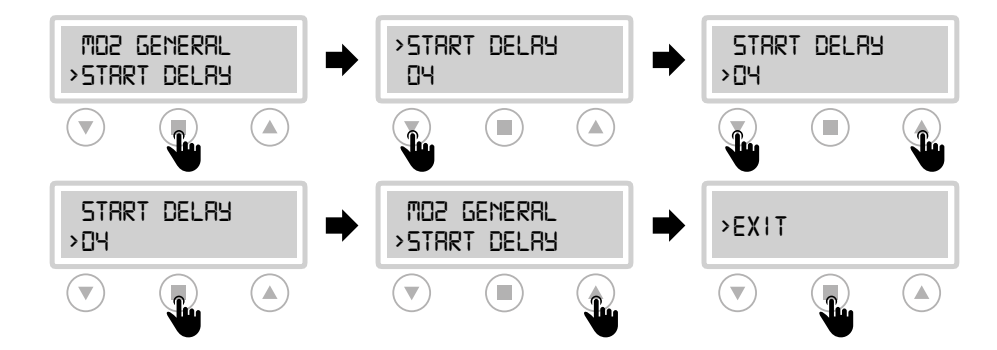 M02 GENERAL
>START DELAY
>START DELAY
04
START DELAY
>04
START DELAY
>04
M02 GENERAL
>START DELAY
>EXIT